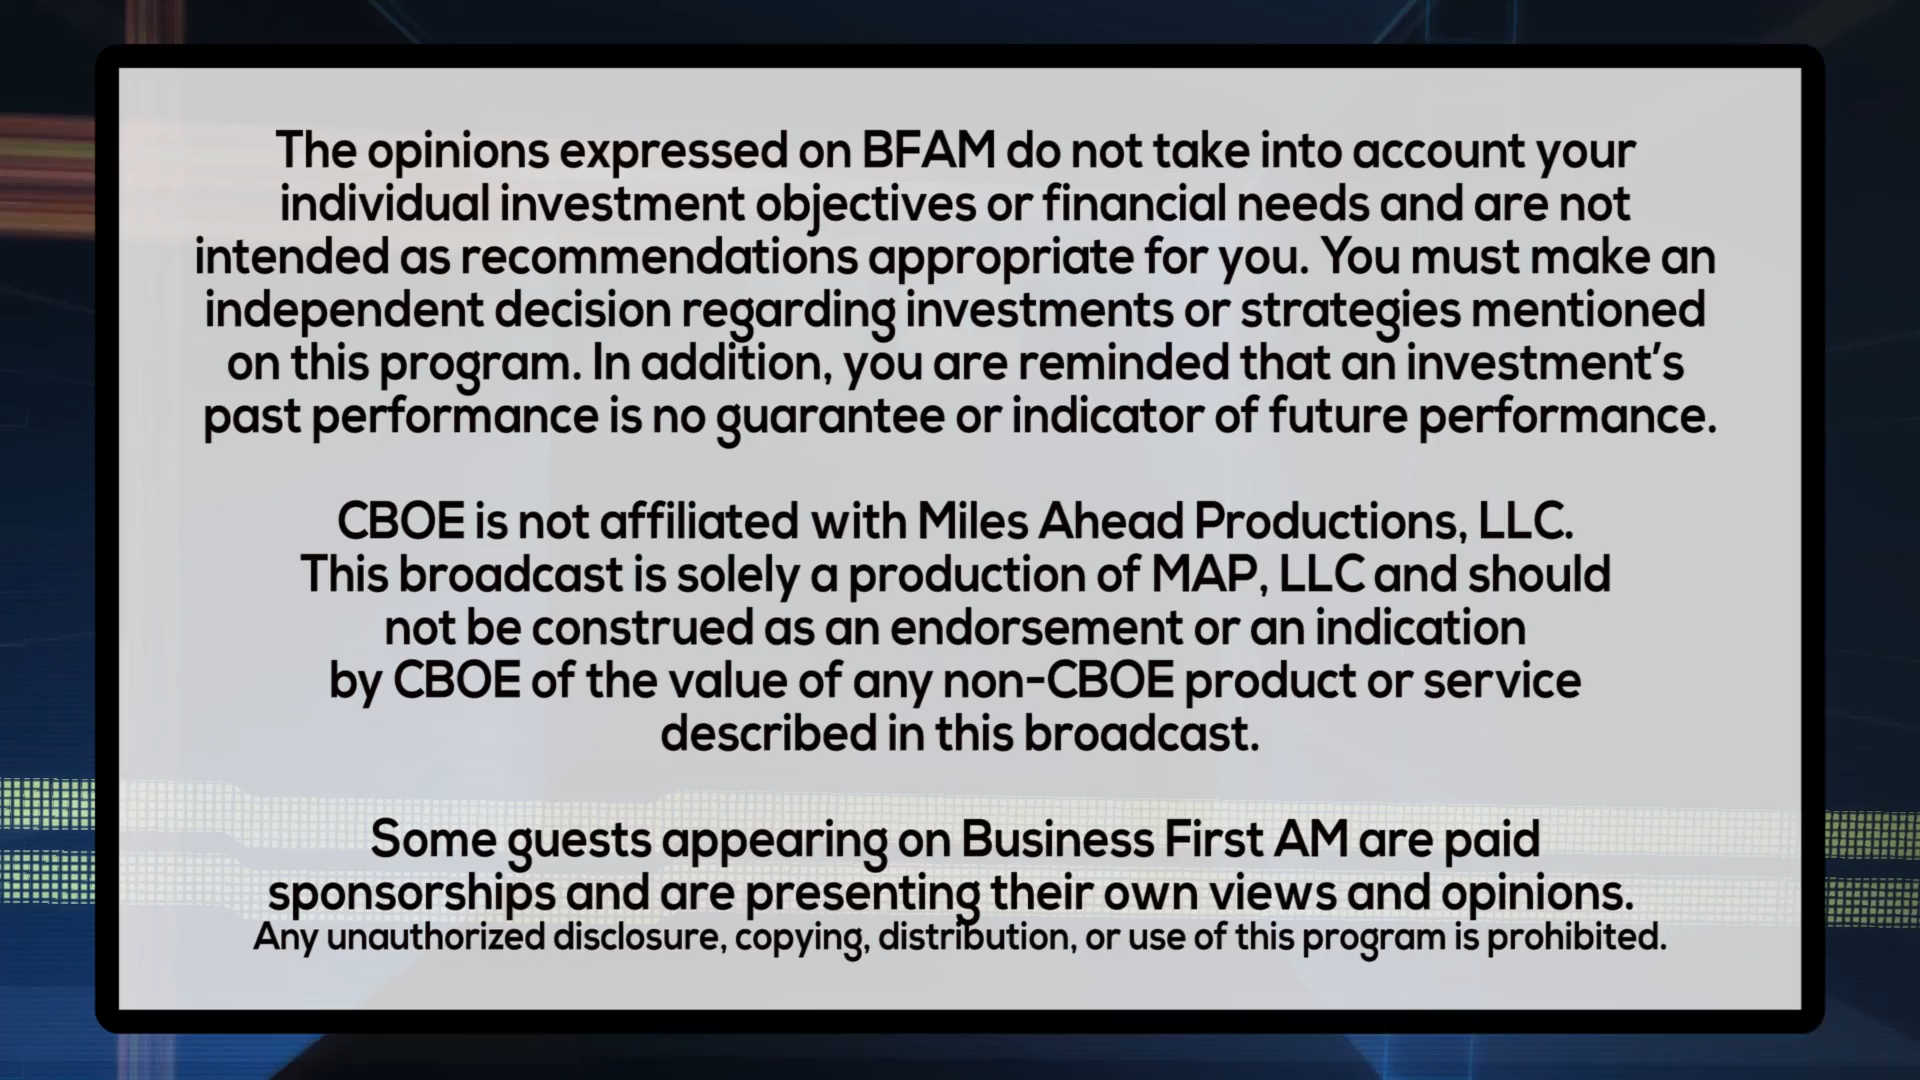 The opinions expressed on BFAM do not take into account your
individual investment objectives or financial needs and are not
intended as recommendations appropriate for you. You must make an
independent decision regarding investments or strategies mentioned
on this program. In addition, you are reminded that an investment’s
past performance is no guarantee or indicator of future performance.
CBOE is not affiliated with Miles Ahead Productions, LLC.
This broadcast is solely a production of MAP, LLC and should
not be construed as an endorsement or an indication
by CBOE of the value of any non-CBOE product or service
described in this broadcast.
Some guests appearing on Business First AM are paid
sponsorships and are presenting their own views and opinions.
Any unauthorized disclosure, copying, distribution, or use of this program is prohibited.